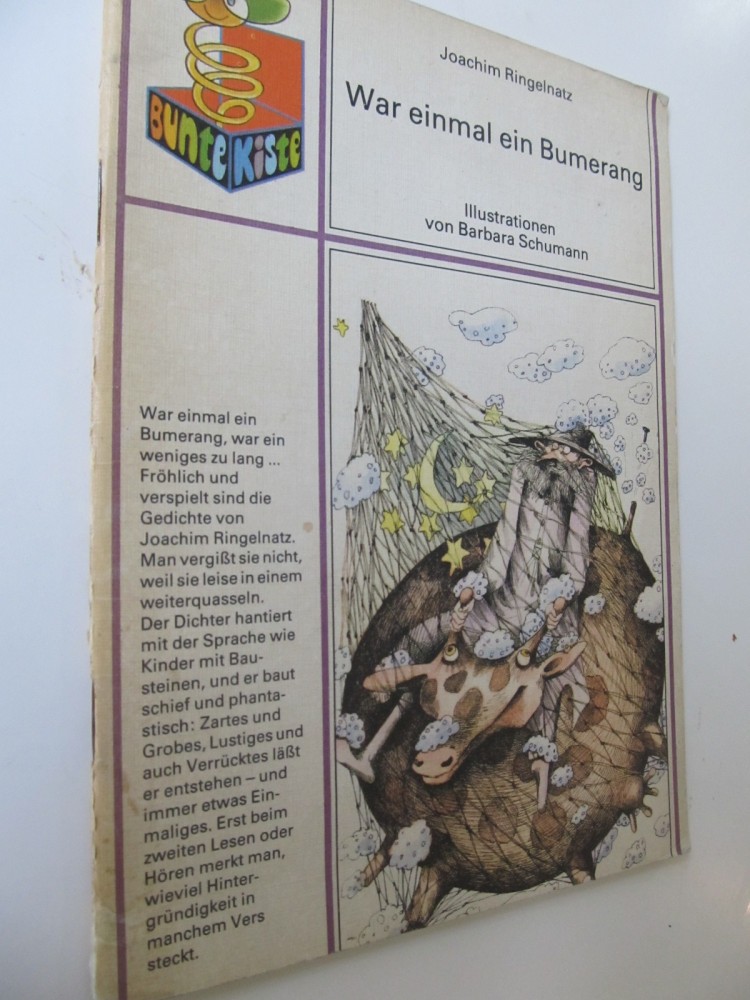 BUNTE KiSTE
Joachim Ringelnatz
War einmal ein Bumerang
Illustrationen
von Barbara Schumann
War einmal ein
Bumerang, war ein
weniges zu lang ...
Fröhlich und
verspielt sind die
Gedichte von
Joachim Ringelnatz.
Man vergißt sie nicht,
weil sie leise in einem
weiterquasseln.
Der Dichter hantiert
mit der Sprache wie
Kinder mit Bau-
steinen, und er baut
schief und phanta-
stisch: Zartes und
Grobes, Lustiges und
auch Verrücktes läßt
er entstehen – und
immer etwas Ein-
maliges. Erst beim
zweiten Lesen oder
Hören merkt man,
wieviel Hinter-
gründigkeit in
manchem Vers
steckt.